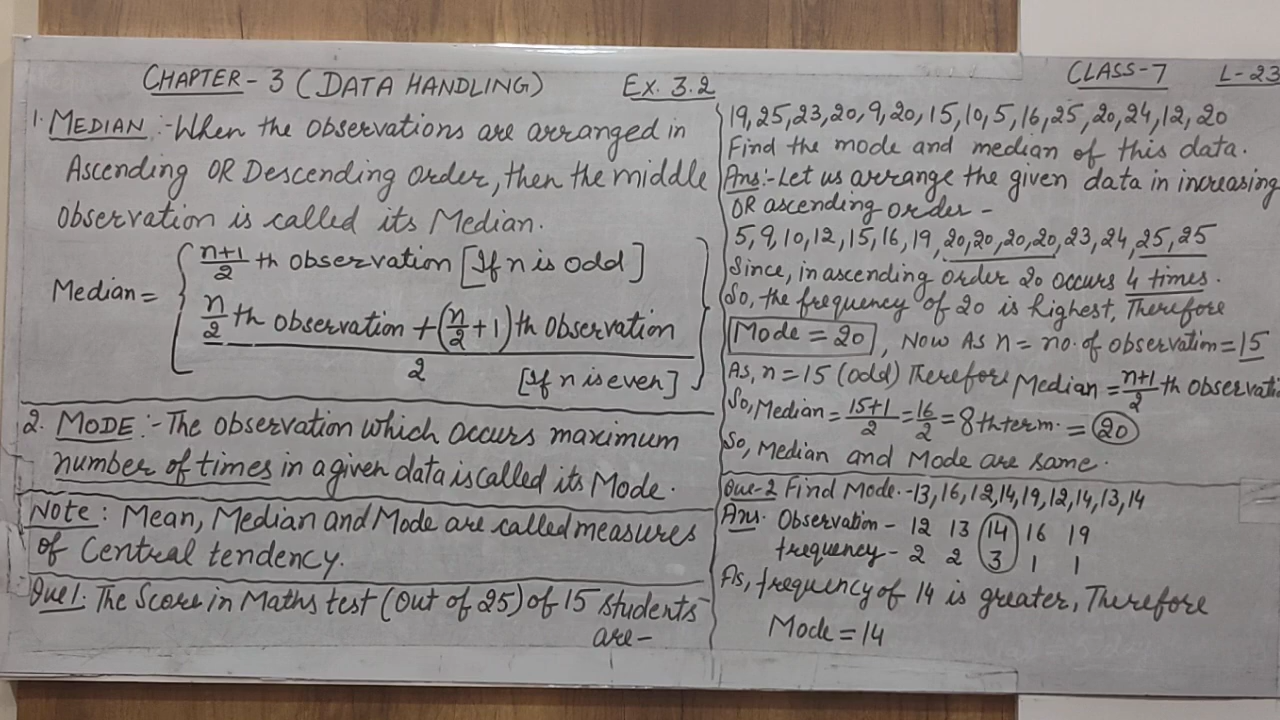 CHAPTER-3 (DATA HANDLING) EX. 3.2
CLASS-7 L-23
1. MEDIAN:- When the observations are arranged in
Ascending OR Descending order, then the middle
observation is called its Median.
Median = { n+1/2 th observation [If n is odd]
n/2 th observation + (n/2 + 1) th observation
2 [If n is even] }
2. MODE:- The observation which occurs maximum
number of times in a given data is called its Mode.
Note: Mean, Median and Mode are called measures
of Central tendency.
Que 1. The Score in Maths test (out of 25) of 15 students
are-
19, 25, 23, 20, 9, 20, 15, 10, 5, 16, 25, 20, 24, 12, 20
Find the mode and median of this data.
Ans:- Let us arrange the given data in increasing
OR ascending order-
5, 9, 10, 12, 15, 16, 19, 20, 20, 20, 20, 23, 24, 25, 25
Since, in ascending order 20 occurs 4 times.
So, the frequency of 20 is highest, Therefore
Mode = 20, Now As n = no. of observation = 15
As, n = 15 (odd) Therefore Median = n+1/2 th observati
So, Median = 15+1/2 = 16/2 = 8th term. = 20
So, Median and Mode are same.
Que-2 Find Mode.- 13, 16, 12, 14, 19, 12, 14, 13, 14
Ans. Observation - 12 13 14 16 19
frequency - 2 2 3 1 1
As, frequency of 14 is greater, Therefore
Mode = 14